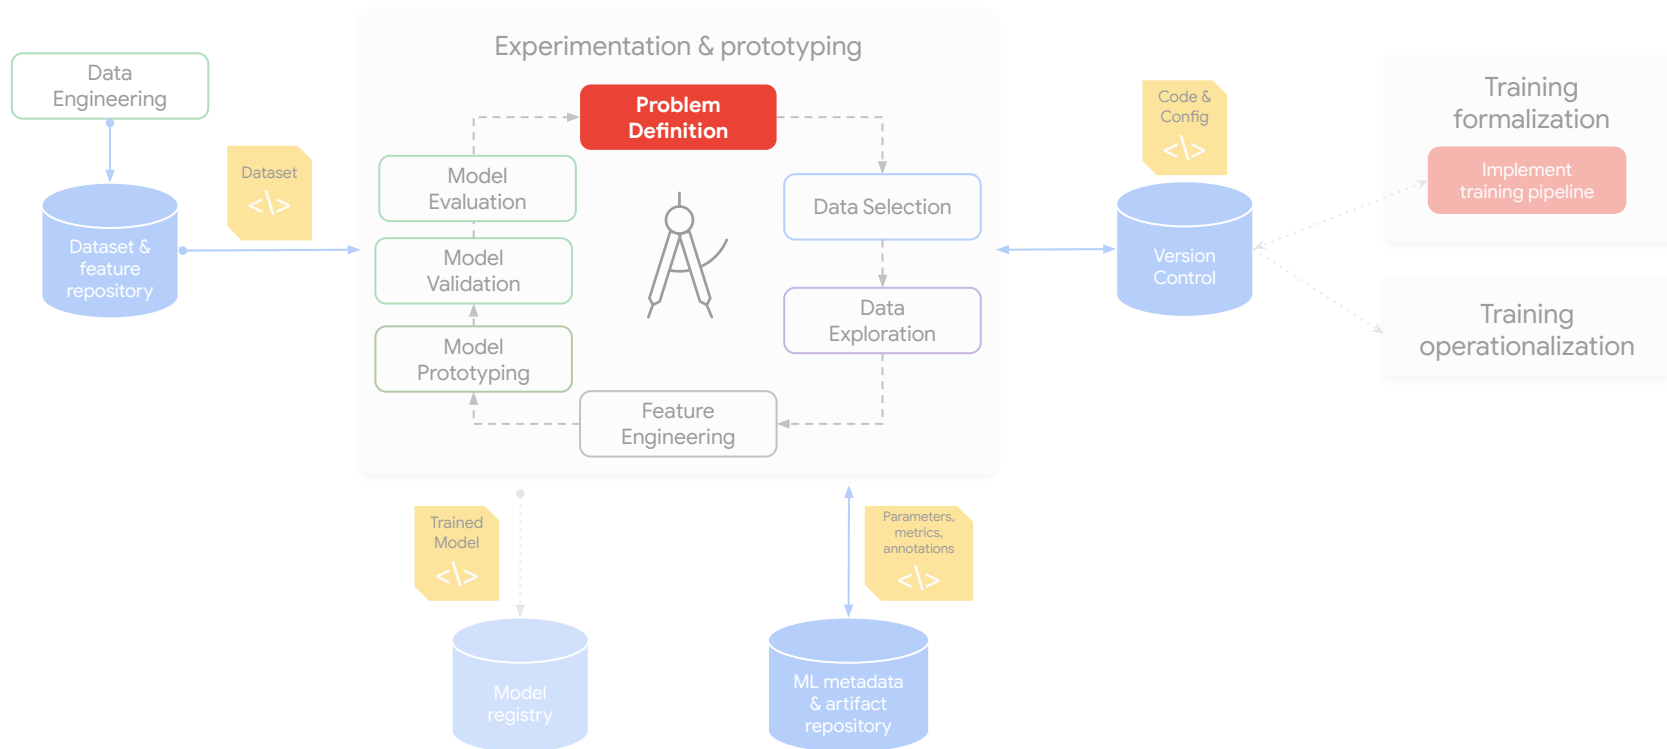 Experimentation & prototyping
Data
Engineering
Dataset
</>
Dataset &
feature
repository
Problem
Definition
Data Selection
Data
Exploration
Feature
Engineering
Model
Prototyping
Model
Validation
Model
Evaluation
Code &
Config
</>
Version
Control
Training
formalization
Implement
training pipeline
Training
operationalization
Trained
Model
</>
Model
registry
Parameters,
metrics,
annotations
</>
ML metadata
& artifact
repository